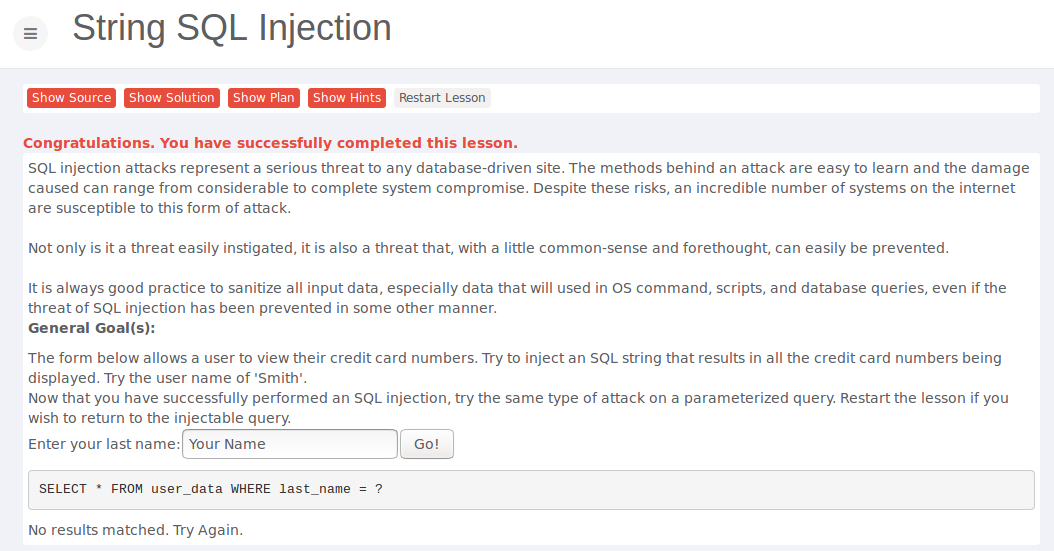 String SQL Injection
Show Source Show Solution Show Plan Show Hints Restart Lesson
Congratulations. You have successfully completed this lesson.
SQL injection attacks represent a serious threat to any database-driven site. The methods behind an attack are easy to learn and the damage
caused can range from considerable to complete system compromise. Despite these risks, an incredible number of systems on the internet
are susceptible to this form of attack.
Not only is it a threat easily instigated, it is also a threat that, with a little common-sense and forethought, can easily be prevented.
It is always good practice to sanitize all input data, especially data that will used in OS command, scripts, and database queries, even if the
threat of SQL injection has been prevented in some other manner.
General Goal(s):
The form below allows a user to view their credit card numbers. Try to inject an SQL string that results in all the credit card numbers being
displayed. Try the user name of 'Smith'.
Now that you have successfully performed an SQL injection, try the same type of attack on a parameterized query. Restart the lesson if you
wish to return to the injectable query.
Enter your last name: Your Name Go!
SELECT * FROM user_data WHERE last_name = ?
No results matched. Try Again.